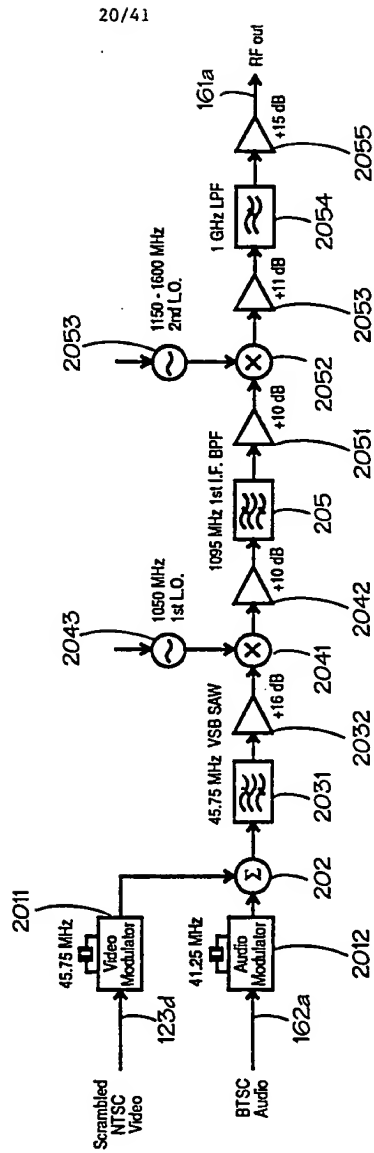 20/41
Scrambled
NTSC
Video
123d
45.75 MHz
Video
Modulator
2011
BTSC
Audio
162a
41.25 MHz
Audio
Modulator
2012
Σ
202
45.75 MHz VSB SAW
2031
+16 dB
2032
2043
1050 MHz
1st L.O.
X
2041
+10 dB
2042
1095 MHz 1st I.F. BPF
205
+10 dB
2051
2053
1150 - 1600 MHz
2nd L.O.
X
2052
+11 dB
2053
1 GHz LPF
2054
+15 dB
2055
161a
RF out